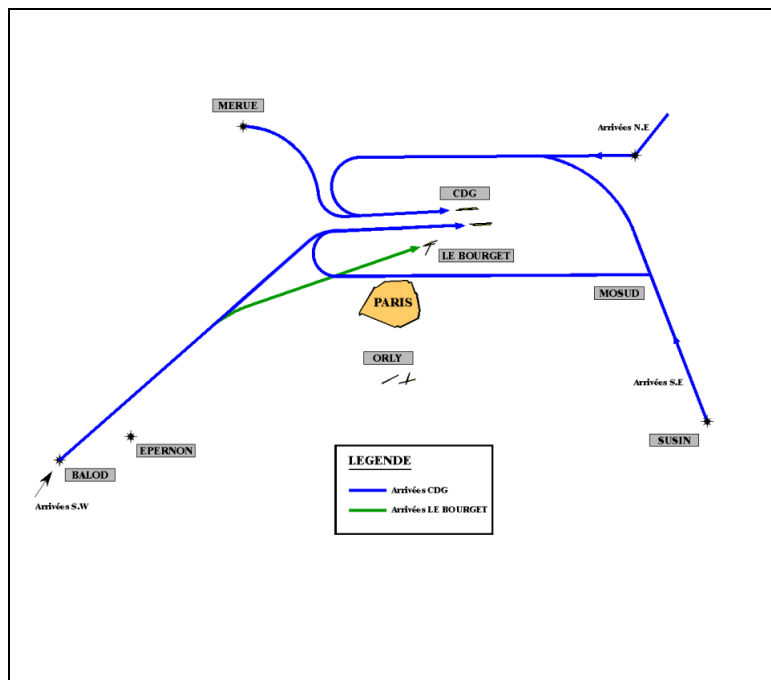 MERUE
Arrivées N.E
CDG
LE BOURGET
MOSUD
PARIS
ORLY
Arrivées S.E
SUSIN
EPERNON
BALOD
Arrivées S.W
LEGENDE
Arrivées CDG
Arrivées LE BOURGET